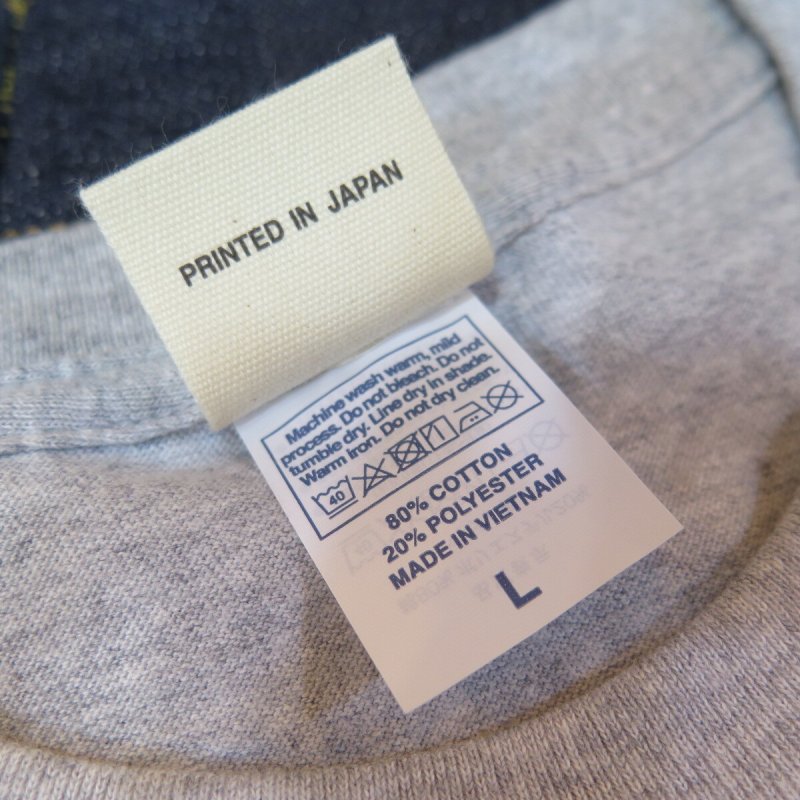 PRINTED IN JAPAN
Machine wash warm, mild
process. Do not bleach. Do not
tumble dry. Line dry in shade.
Warm iron. Do not dry clean.
40
80% COTTON
20% POLYESTER
MADE IN VIETNAM
L